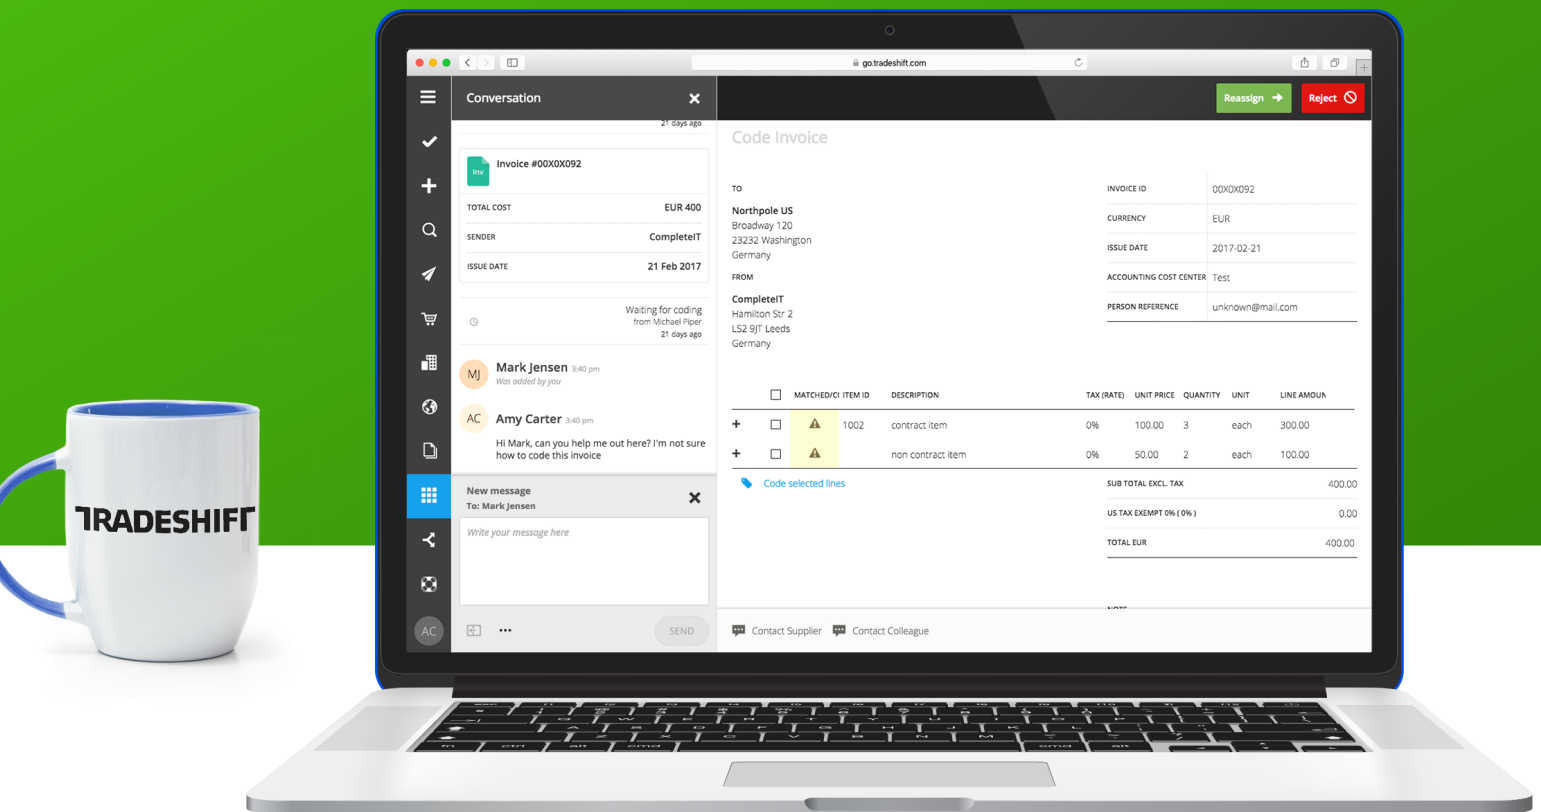 TRADESHIFT
go.tradeshift.com
Conversation
Reassign
Reject
21 days ago
Inv
Invoice #00X0X092
TOTAL COST EUR 400
SENDER CompleteIT
ISSUE DATE 21 Feb 2017
Waiting for coding
from Michael Piper
21 days ago
MJ
Mark Jensen 3:40 pm
Was added by you
AC
Amy Carter 3:40 pm
Hi Mark, can you help me out here? I'm not sure
how to code this invoice
New message
To: Mark Jensen
Write your message here
AC
SEND
Code Invoice
TO
Northpole US
Broadway 120
23232 Washington
Germany
FROM
CompleteIT
Hamilton Str 2
LS2 9JT Leeds
Germany
INVOICE ID 00X0X092
CURRENCY EUR
ISSUE DATE 2017-02-21
ACCOUNTING COST CENTER Test
PERSON REFERENCE unknown@mail.com
MATCHED/CI ITEM ID DESCRIPTION TAX (RATE) UNIT PRICE QUANTITY UNIT LINE AMOUN
1002 contract item 0% 100.00 3 each 300.00
non contract item 0% 50.00 2 each 100.00
Code selected lines
SUB TOTAL EXCL. TAX 400.00
US TAX EXEMPT 0% ( 0% ) 0.00
TOTAL EUR 400.00
NOTE
Contact Supplier Contact Colleague
fn ctrl alt cmd cmd alt